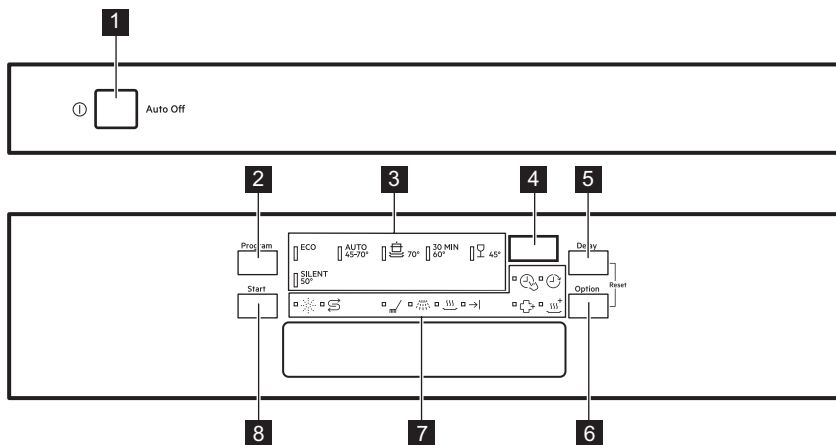 1
Auto Off
2
3
4
5
Program
ECO
AUTO
45-70°
70°
30 MIN
60°
45°
Delay
SILENT
50°
Start
Option
Reset
8
7
6